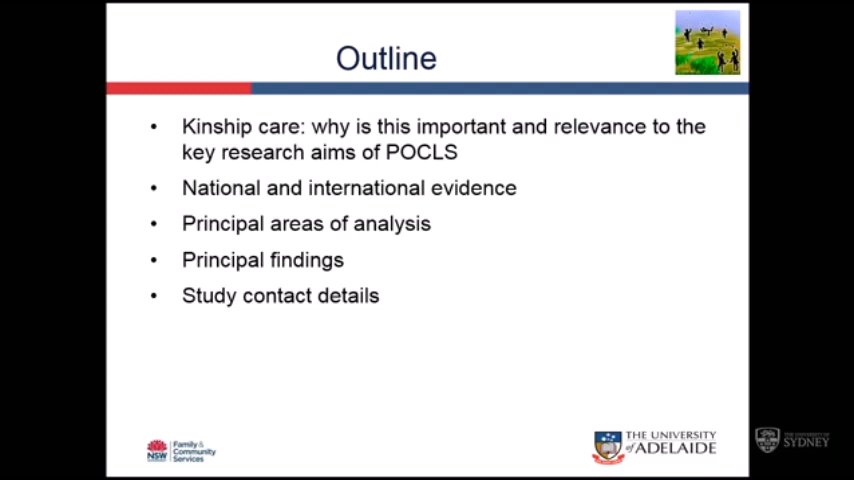 Outline
• Kinship care: why is this important and relevance to the
key research aims of POCLS
• National and international evidence
• Principal areas of analysis
• Principal findings
• Study contact details
NSW
Family &
Community
Services
THE UNIVERSITY
of ADELAIDE
THE UNIVERSITY OF
SYDNEY